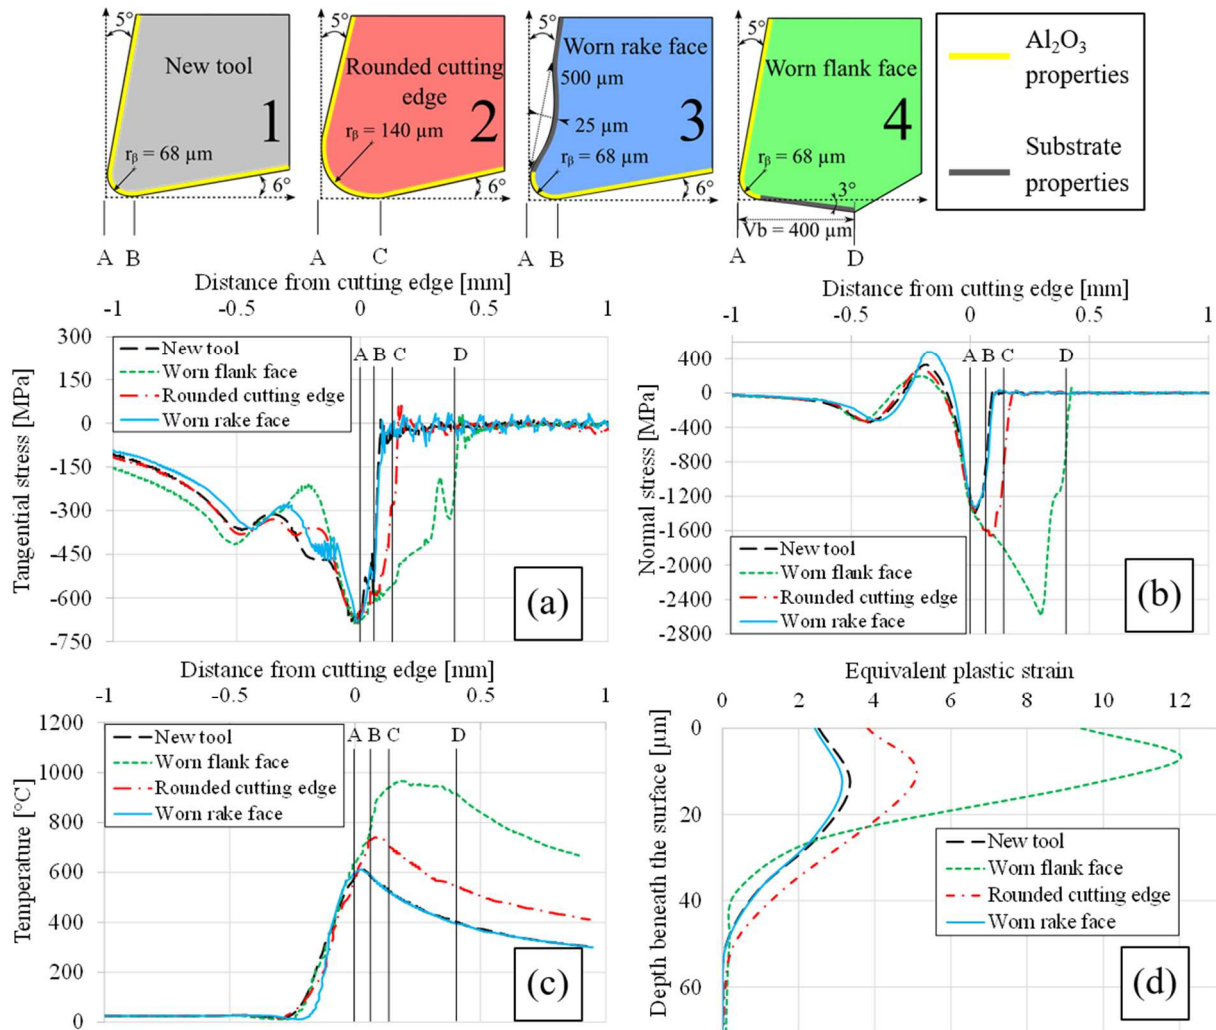 5°
New tool
1
rβ = 68 µm
6°
A B
5°
Rounded cutting
edge
2
rβ = 140 µm
6°
A C
5°
Worn rake face
500 µm
3
25 µm
rβ = 68 µm
6°
A B
5°
Worn flank face
4
rβ = 68 µm
3°
Vb = 400 µm
A D
Al2O3
properties
Substrate
properties
Distance from cutting edge [mm]
-1 -0.5 0 0.5 1
Tangential stress [MPa]
300
150
0
-150
-300
-450
-600
-750
New tool
Worn flank face
Rounded cutting edge
Worn rake face
A B C D
(a)
Distance from cutting edge [mm]
-1 -0.5 0 0.5 1
Normal stress [MPa]
400
0
-400
-800
-1200
-1600
-2000
-2400
-2800
A B C D
New tool
Worn flank face
Rounded cutting edge
Worn rake face
(b)
Distance from cutting edge [mm]
-1 -0.5 0 0.5 1
Temperature [°C]
1200
1000
800
600
400
200
0
New tool
Worn flank face
Rounded cutting edge
Worn rake face
A B C D
(c)
Equivalent plastic strain
0 2 4 6 8 10 12
Depth beneath the surface [µm]
0
20
40
60
New tool
Worn flank face
Rounded cutting edge
Worn rake face
(d)